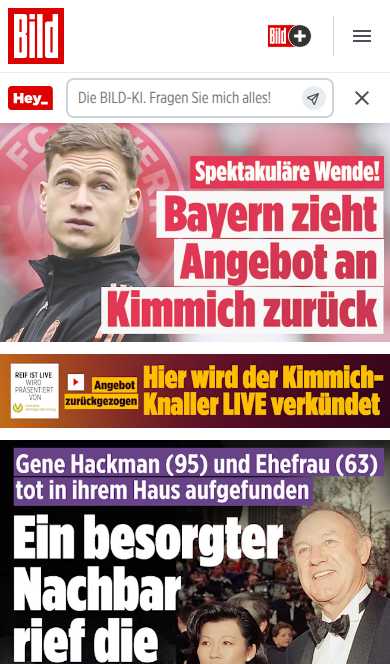 Bild
Bild
Hey_
Die BILD-KI. Fragen Sie mich alles!
Spektakuläre Wende!
Bayern zieht
Angebot an
Kimmich zurück
REIF IST LIVE
WIRD
PRÄSENTIERT
VON
Angebot
zurückgezogen
Hier wird der Kimmich-
Knaller LIVE verkündet
Gene Hackman (95) und Ehefrau (63)
tot in ihrem Haus aufgefunden
Ein besorgter
Nachbar
rief die